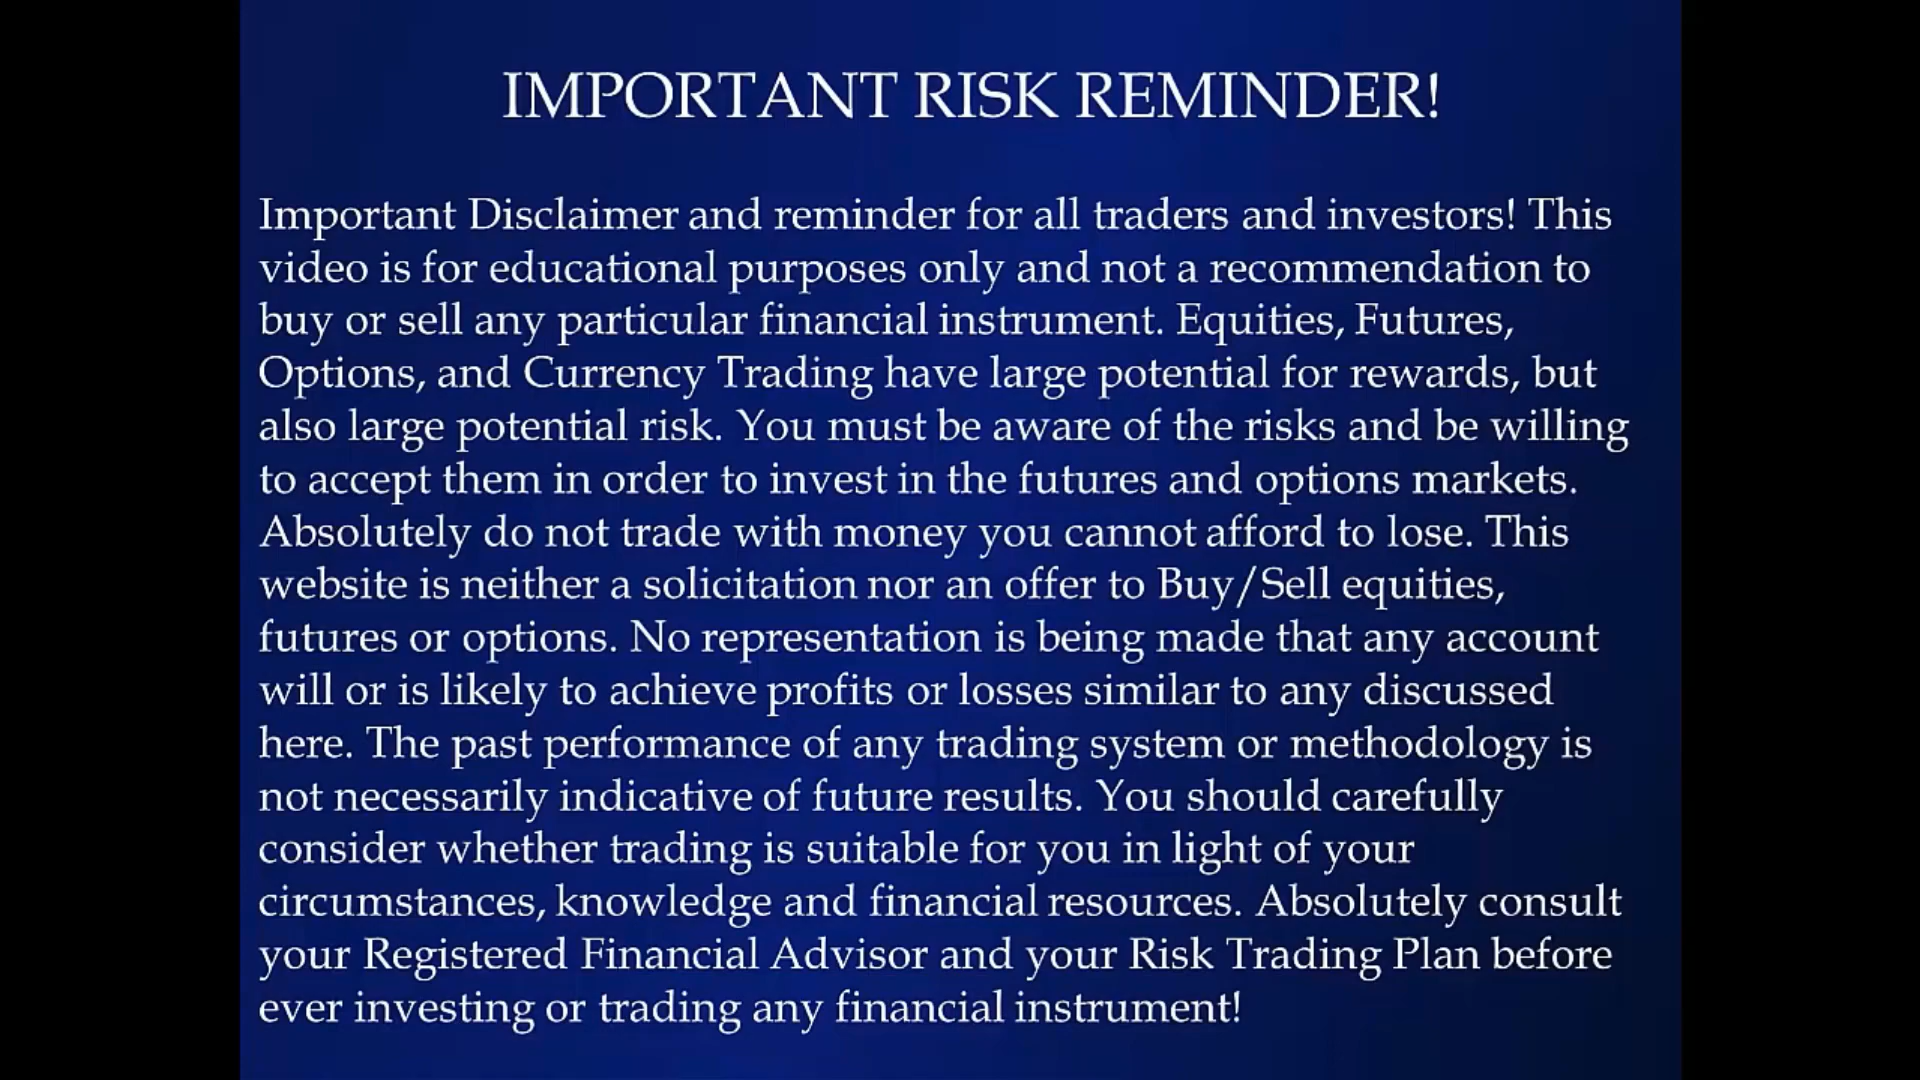 IMPORTANT RISK REMINDER!
Important Disclaimer and reminder for all traders and investors! This
video is for educational purposes only and not a recommendation to
buy or sell any particular financial instrument. Equities, Futures,
Options, and Currency Trading have large potential for rewards, but
also large potential risk. You must be aware of the risks and be willing
to accept them in order to invest in the futures and options markets.
Absolutely do not trade with money you cannot afford to lose. This
website is neither a solicitation nor an offer to Buy/Sell equities,
futures or options. No representation is being made that any account
will or is likely to achieve profits or losses similar to any discussed
here. The past performance of any trading system or methodology is
not necessarily indicative of future results. You should carefully
consider whether trading is suitable for you in light of your
circumstances, knowledge and financial resources. Absolutely consult
your Registered Financial Advisor and your Risk Trading Plan before
ever investing or trading any financial instrument!